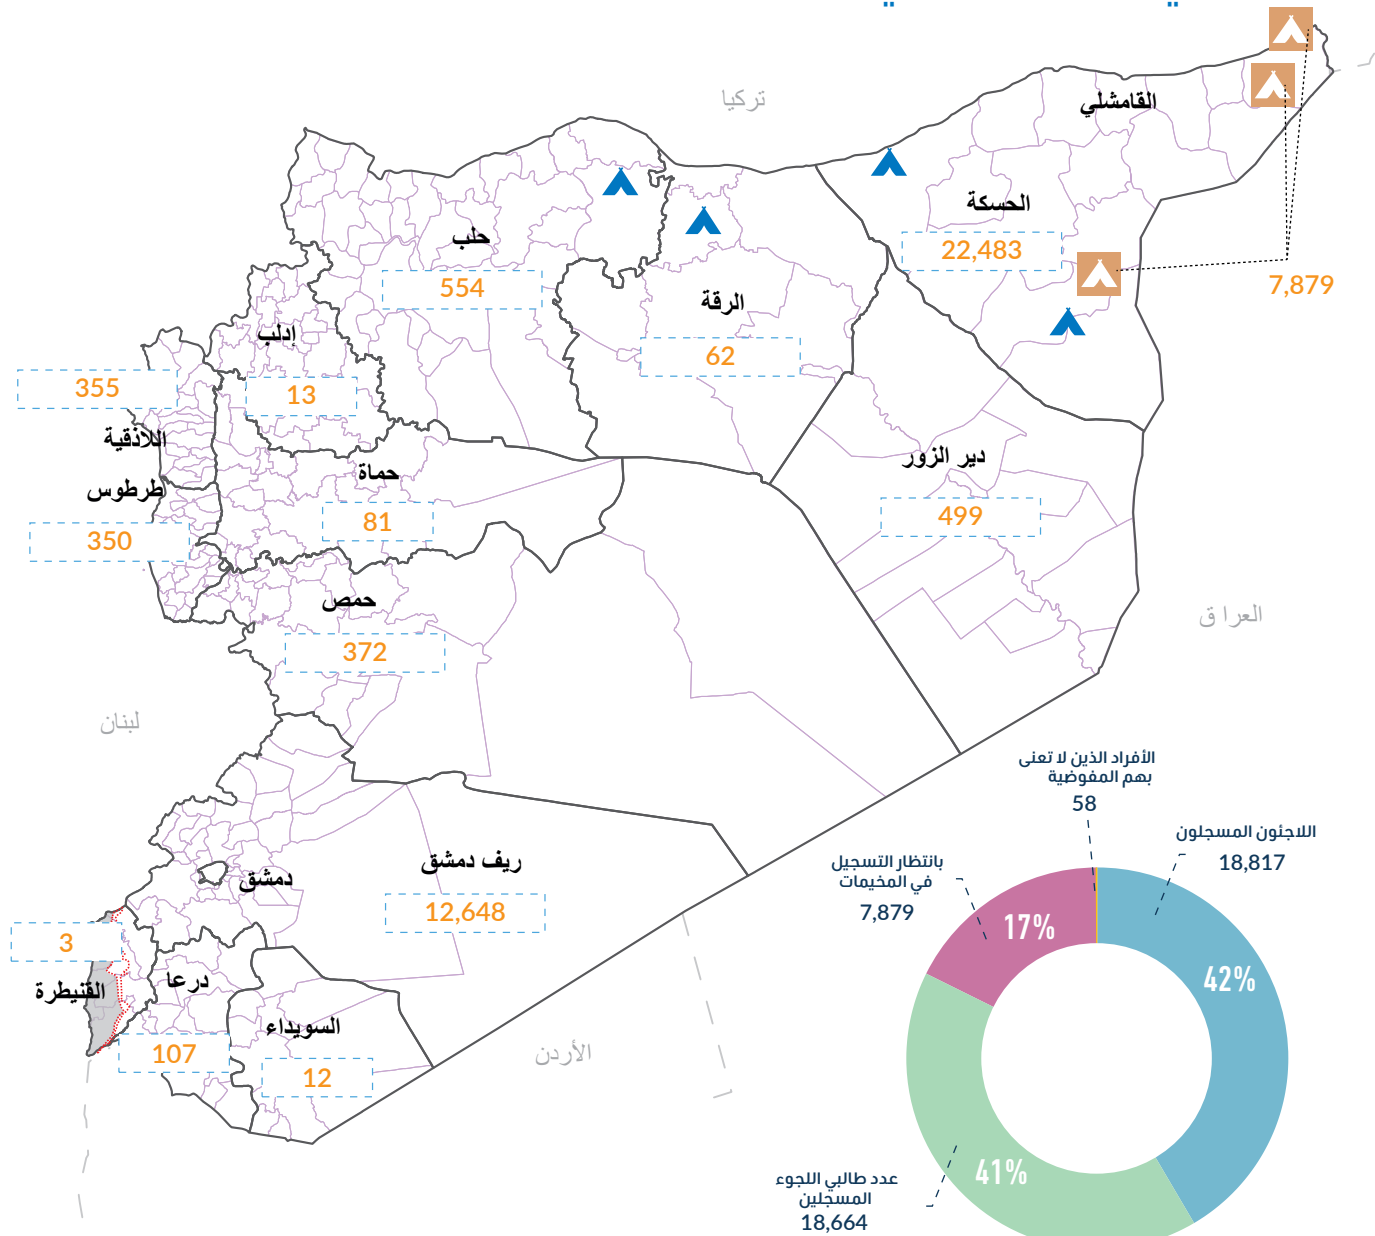 تركيا
القامشلي
الحسكة
22,483
7,879
حلب
554
الرقة
62
إدلب
13
355
اللاذقية
طرطوس
350
حماة
81
دير الزور
499
حمص
372
العراق
لبنان
ريف دمشق
12,648
دمشق
3
القنيطرة
درعا
107
السويداء
12
الأردن
الأفراد الذين لا تعنى
بهم المفوضية
58
اللاجئون المسجلون
18,817
بانتظار التسجيل
في المخيمات
7,879
17%
42%
41%
عدد طالبي اللجوء
المسجلين
18,664